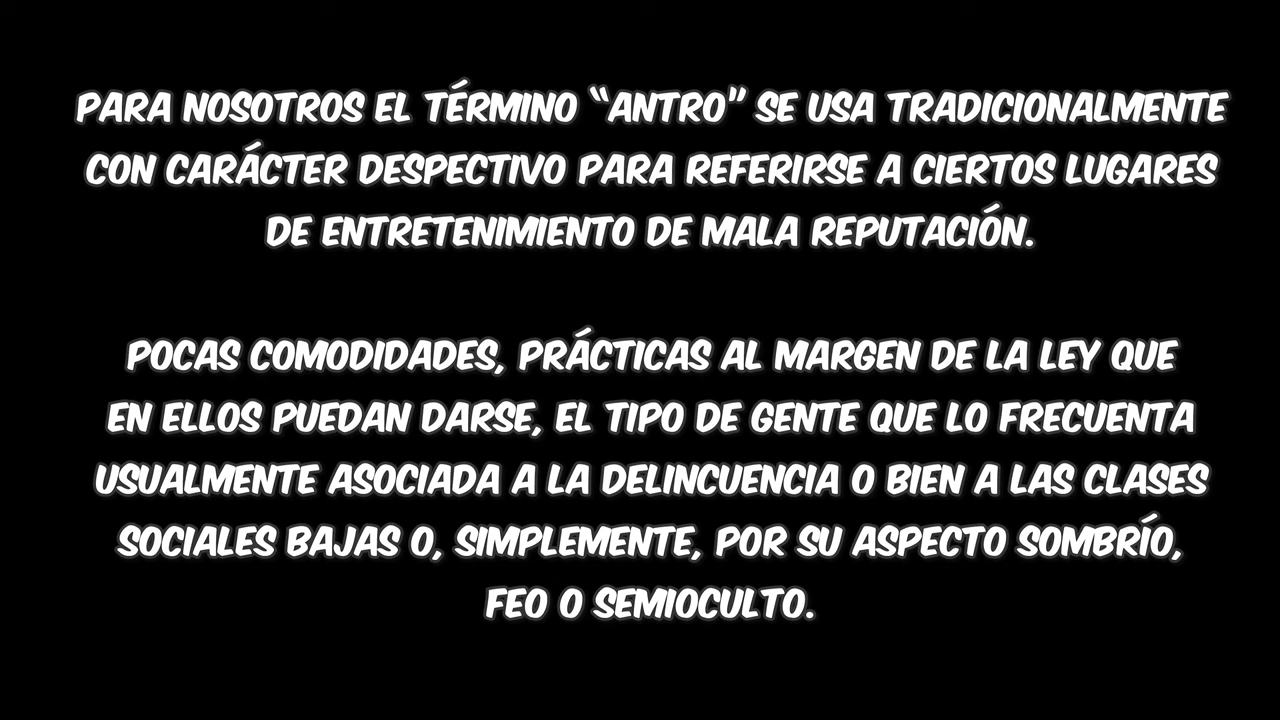 PARA NOSOTROS EL TÉRMINO “ANTRO” SE USA TRADICIONALMENTE
CON CARÁCTER DESPECTIVO PARA REFERIRSE A CIERTOS LUGARES
DE ENTRETENIMIENTO DE MALA REPUTACIÓN.
POCAS COMODIDADES, PRÁCTICAS AL MARGEN DE LA LEY QUE
EN ELLOS PUEDAN DARSE, EL TIPO DE GENTE QUE LO FRECUENTA
USUALMENTE ASOCIADA A LA DELINCUENCIA O BIEN A LAS CLASES
SOCIALES BAJAS O, SIMPLEMENTE, POR SU ASPECTO SOMBRÍO,
FEO O SEMIOCULTO.